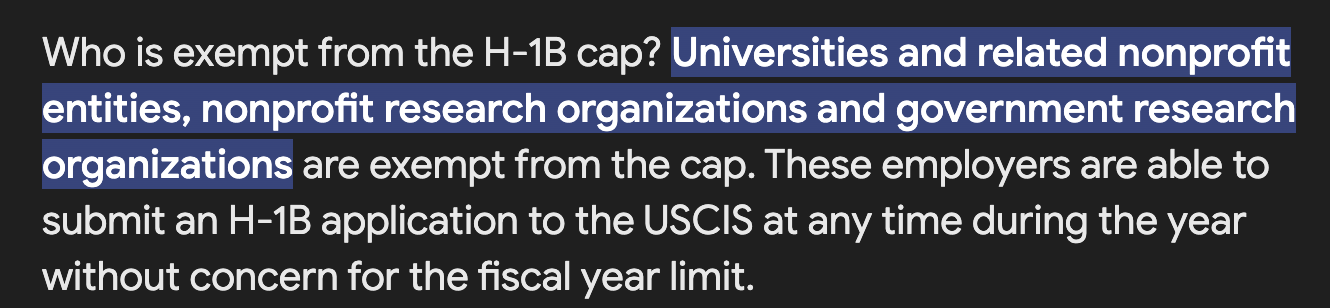 Who is exempt from the H-1B cap? Universities and related nonprofit
entities, nonprofit research organizations and government research
organizations are exempt from the cap. These employers are able to
submit an H-1B application to the USCIS at any time during the year
without concern for the fiscal year limit.